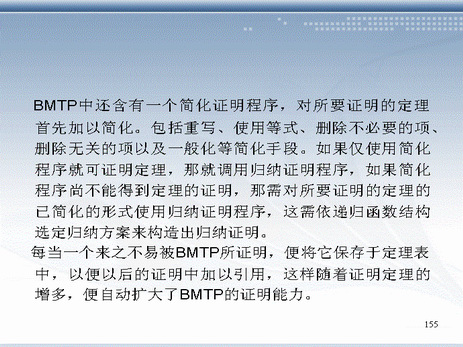 BMTP中还含有一个简化证明程序，对所要证明的定理
首先加以简化。包括重写、使用等式、删除不必要的项、
删除无关的项以及一般化等简化手段。如果仅使用简化
程序就可证明定理，那就调用归纳证明程序，如果简化
程序尚不能得到定理的证明，那需对所要证明的定理的
已简化的形式使用归纳证明程序，这需依递归函数结构
选定归纳方案来构造出归纳证明。
每当一个来之不易被BMTP所证明，便将它保存于定理表
中，以便以后的证明中加以引用，这样随着证明定理的
增多，便自动扩大了BMTP的证明能力。
155